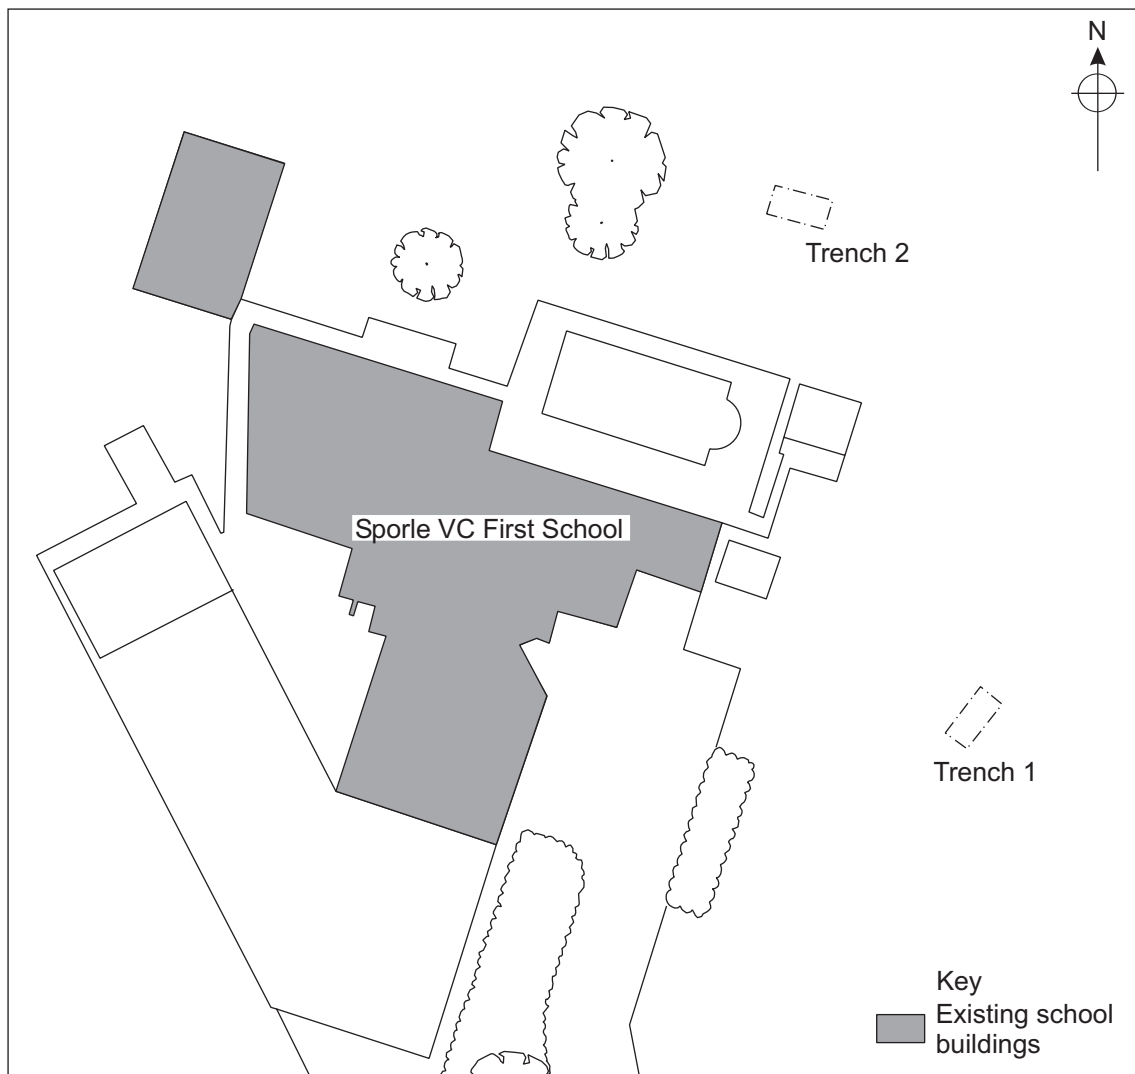 N
Trench 2
Sporle VC First School
Trench 1
Key
Existing school
buildings